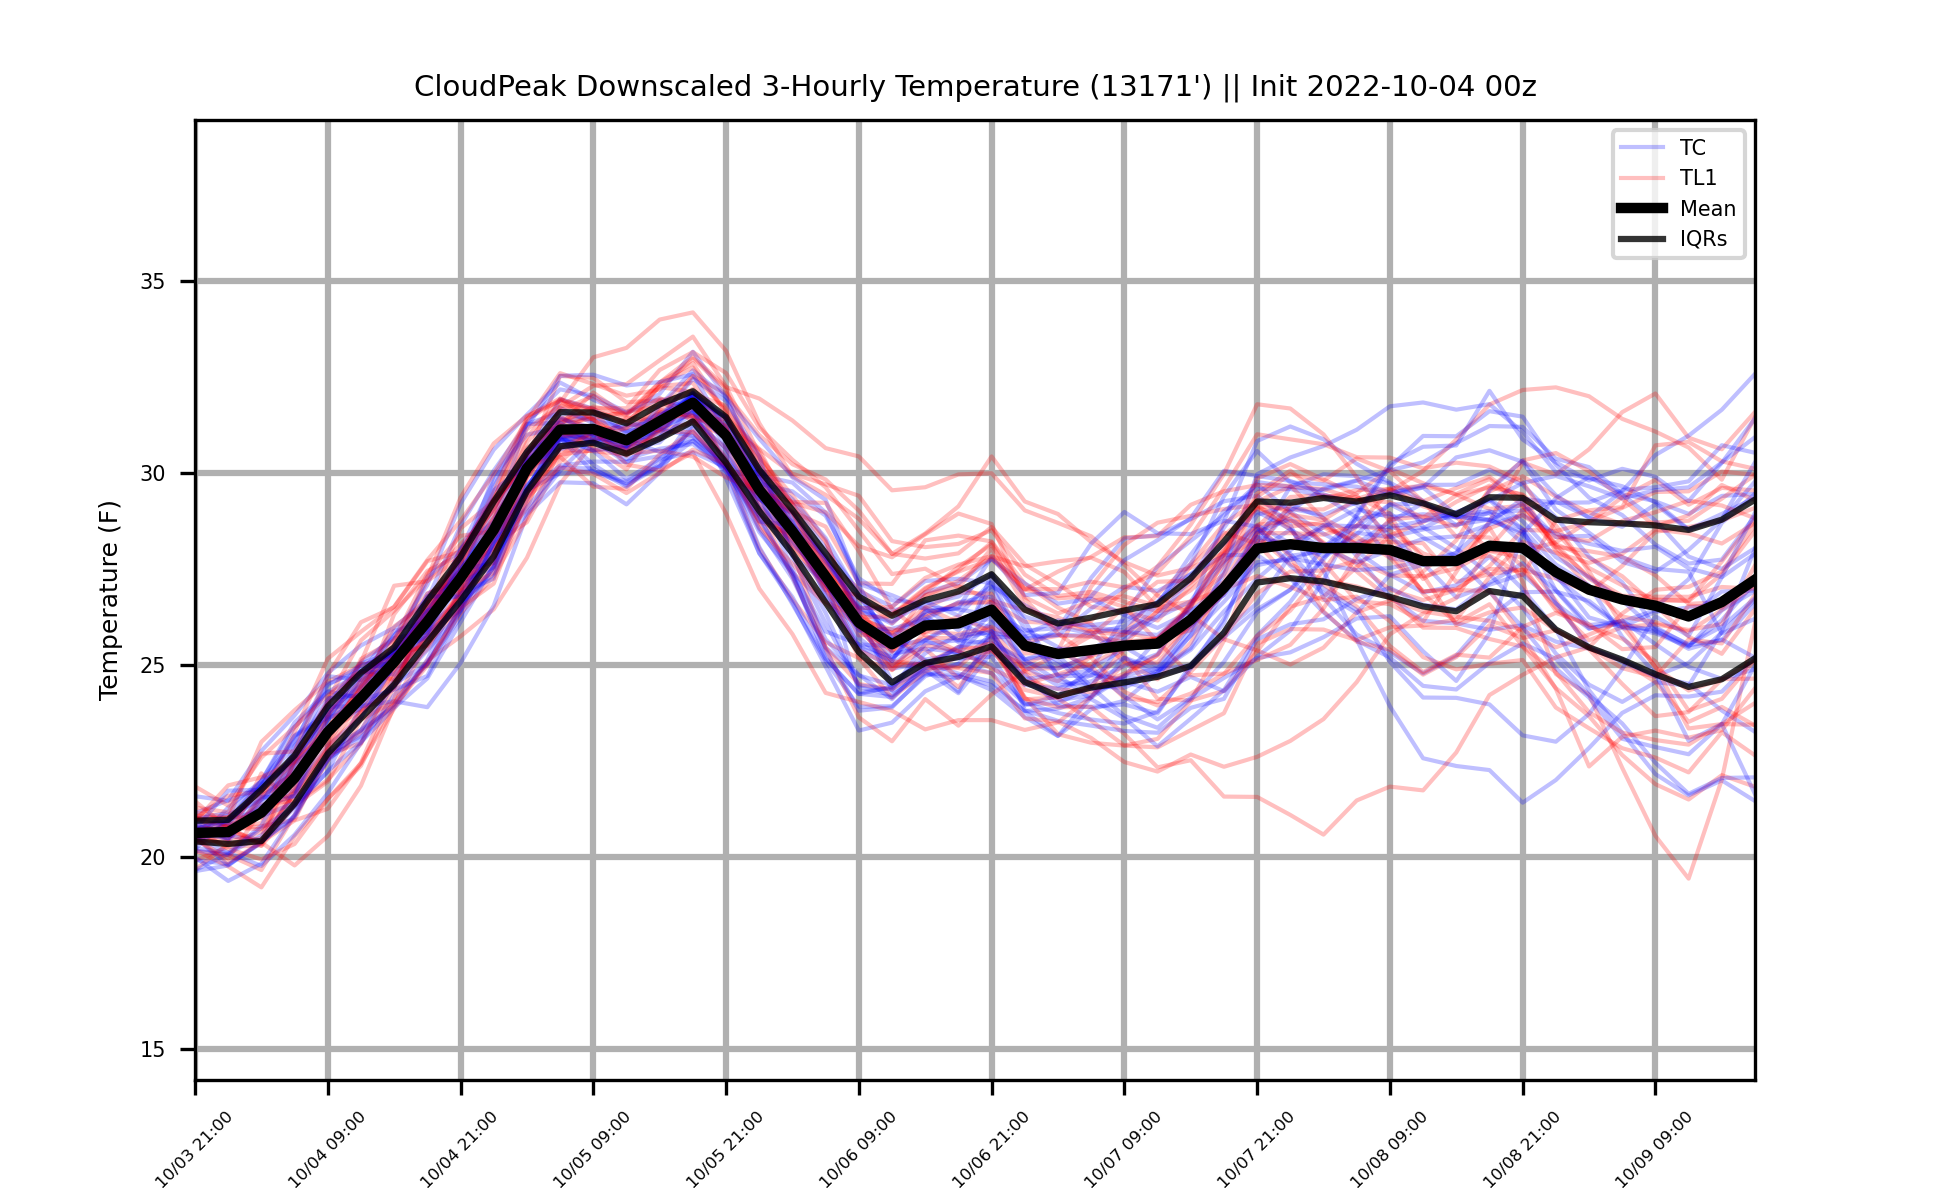 CloudPeak Downscaled 3-Hourly Temperature (13171') || Init 2022-10-04 00z
TC
TL1
Mean
IQRs
Temperature (F)
35
30
25
20
15
10/03 21:00
10/04 09:00
10/04 21:00
10/05 09:00
10/05 21:00
10/06 09:00
10/06 21:00
10/07 09:00
10/07 21:00
10/08 09:00
10/08 21:00
10/09 09:00